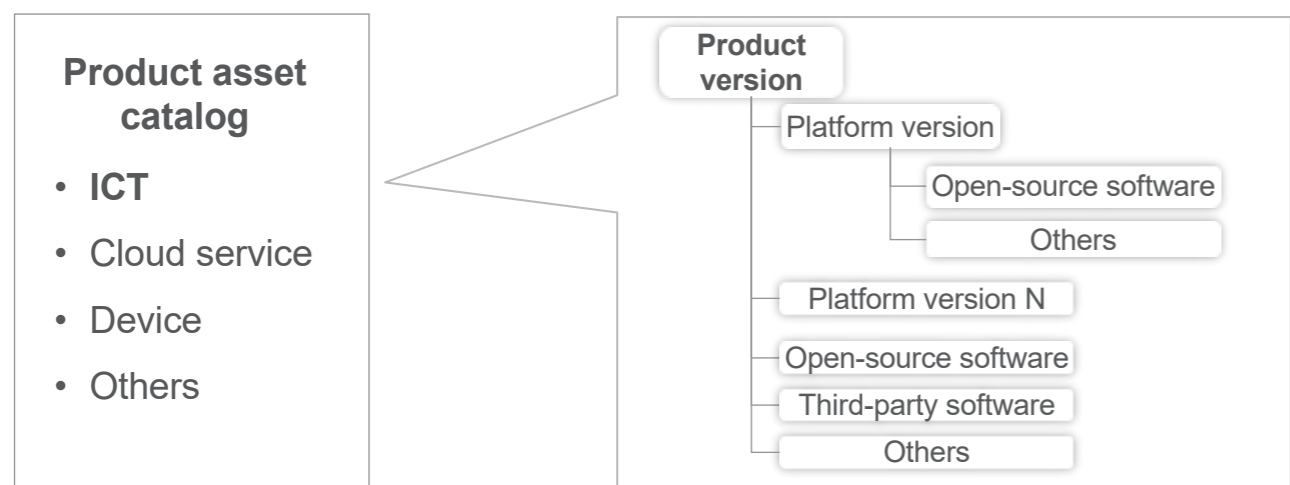 Product asset
catalog
• ICT
• Cloud service
• Device
• Others
Product
version
Platform version
Open-source software
Others
Platform version N
Open-source software
Third-party software
Others